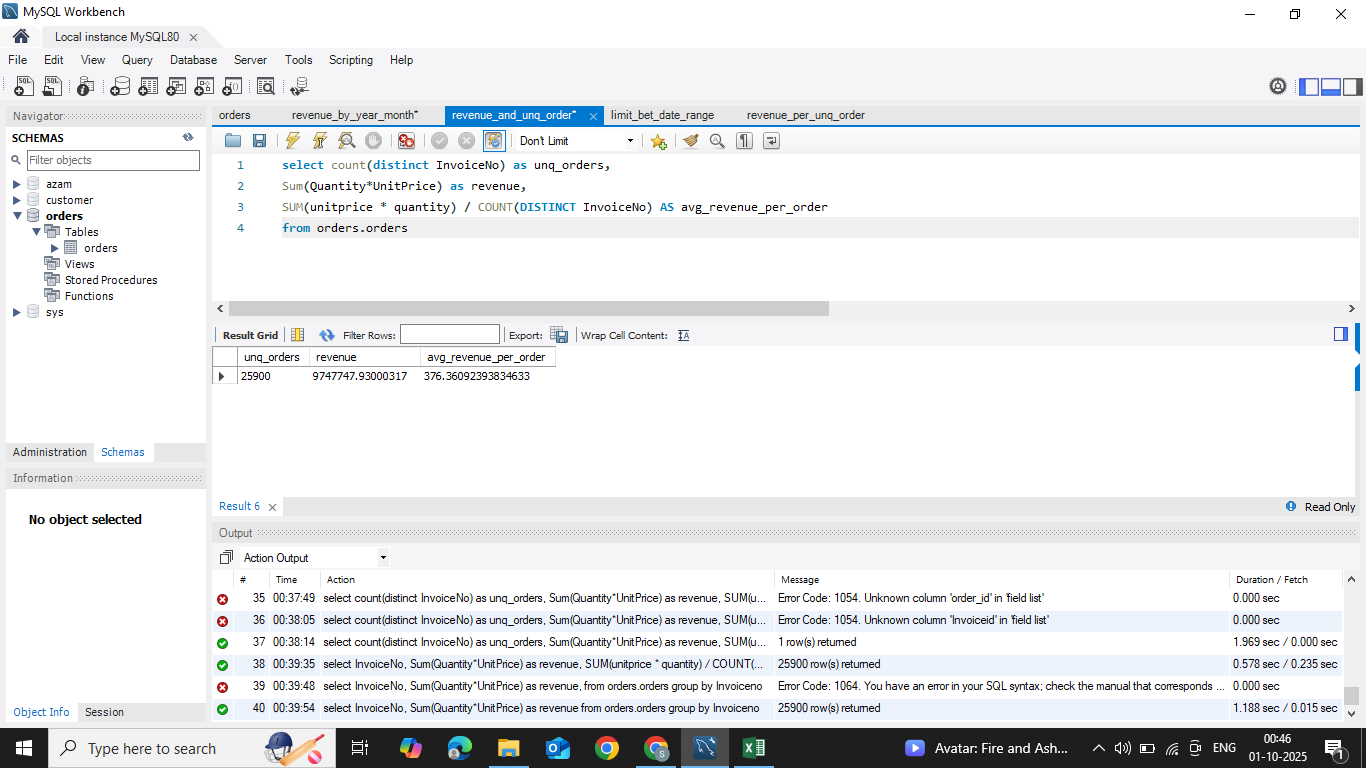 MySQL Workbench
Local instance MySQL80
File Edit View Query Database Server Tools Scripting Help
Navigator
SCHEMAS
Filter objects
azam
customer
orders
Tables
orders
Views
Stored Procedures
Functions
sys
Administration Schemas
Information
No object selected
Object Info Session
orders revenue_by_year_month* revenue_and_unq_order* limit_bet_date_range revenue_per_unq_order
Don't Limit
1 select count(distinct InvoiceNo) as unq_orders,
2 Sum(Quantity*UnitPrice) as revenue,
3 SUM(unitprice * quantity) / COUNT(DISTINCT InvoiceNo) AS avg_revenue_per_order
4 from orders.orders
Result Grid Filter Rows: Export: Wrap Cell Content:
unq_orders revenue avg_revenue_per_order
25900 9747747.93000317 376.36092393834633
Result 6 Read Only
Output
Action Output
# Time Action Message Duration / Fetch
35 00:37:49 select count(distinct InvoiceNo) as unq_orders, Sum(Quantity*UnitPrice) as revenue, SUM(u... Error Code: 1054. Unknown column 'order_id' in 'field list' 0.000 sec
36 00:38:05 select count(distinct InvoiceNo) as unq_orders, Sum(Quantity*UnitPrice) as revenue, SUM(u... Error Code: 1054. Unknown column 'Invoiceid' in 'field list' 0.000 sec
37 00:38:14 select count(distinct InvoiceNo) as unq_orders, Sum(Quantity*UnitPrice) as revenue, SUM(u... 1 row(s) returned 1.969 sec / 0.000 sec
38 00:39:35 select InvoiceNo, Sum(Quantity*UnitPrice) as revenue, SUM(unitprice * quantity) / COUNT(... 25900 row(s) returned 0.578 sec / 0.235 sec
39 00:39:48 select InvoiceNo, Sum(Quantity*UnitPrice) as revenue, from orders.orders group by Invoiceno Error Code: 1064. You have an error in your SQL syntax; check the manual that corresponds ... 0.000 sec
40 00:39:54 select InvoiceNo, Sum(Quantity*UnitPrice) as revenue from orders.orders group by Invoiceno 25900 row(s) returned 1.188 sec / 0.015 sec
Type here to search
Avatar: Fire and Ash...
ENG
00:46
01-10-2025
1